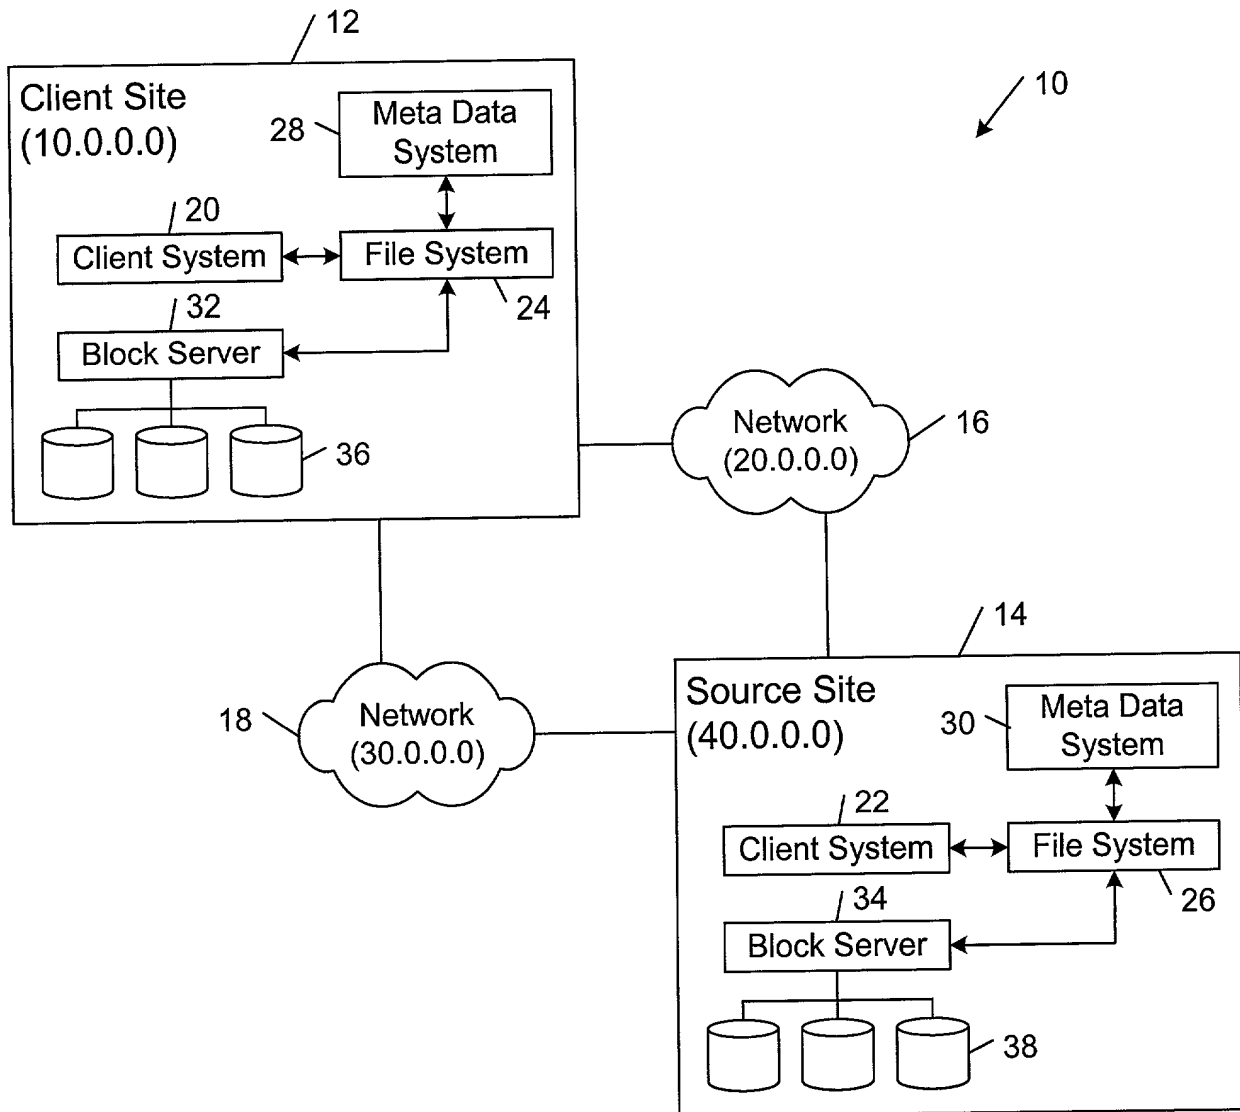 12
10
Client Site
(10.0.0.0)
28
Meta Data
System
20
Client System
File System
24
32
Block Server
36
Network
(20.0.0.0)
16
14
18
Network
(30.0.0.0)
Source Site
(40.0.0.0)
30
Meta Data
System
22
Client System
File System
26
34
Block Server
38